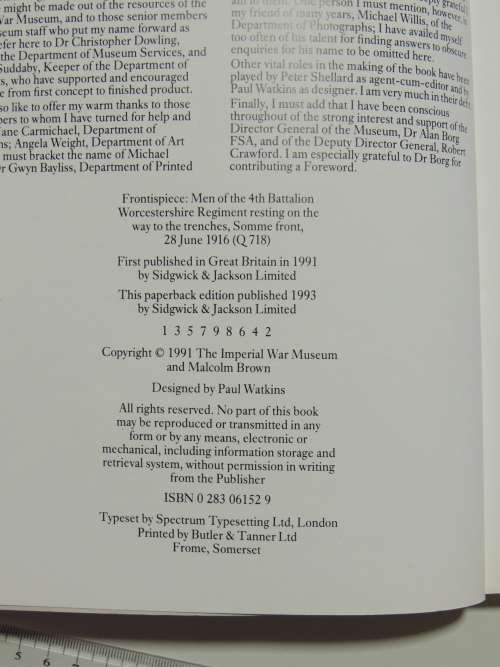 might be made out of the resources of the
War Museum, and to those senior members
seum staff who put my name forward as
efer here to Dr Christopher Dowling,
the Department of Museum Services, and
Suddaby, Keeper of the Department of
s, who have supported and encouraged
e from first concept to finished product.
so like to offer my warm thanks to those
bers to whom I have turned for help and
ane Carmichael, Department of
ns; Angela Weight, Department of Art
must bracket the name of Michael
r Gwyn Bayliss, Department of Printed
to them. One person I must mention, however, is
my friend of many years, Michael Willis, of the
Department of Photographs; I have availed myself
too often of his talent for finding answers to obscure
enquiries for his name to be omitted here.
Other vital roles in the making of the book have been
played by Peter Shellard as agent-cum-editor and by
Paul Watkins as designer. I am very much in their debt.
Finally, I must add that I have been conscious
throughout of the strong interest and support of the
Director General of the Museum, Dr Alan Borg
FSA, and of the Deputy Director General, Robert
Crawford. I am especially grateful to Dr Borg for
contributing a Foreword.
Frontispiece: Men of the 4th Battalion
Worcestershire Regiment resting on the
way to the trenches, Somme front,
28 June 1916 (Q 718)
First published in Great Britain in 1991
by Sidgwick & Jackson Limited
This paperback edition published 1993
by Sidgwick & Jackson Limited
1 3 5 7 9 8 6 4 2
Copyright © 1991 The Imperial War Museum
and Malcolm Brown
Designed by Paul Watkins
All rights reserved. No part of this book
may be reproduced or transmitted in any
form or by any means, electronic or
mechanical, including information storage and
retrieval system, without permission in writing
from the Publisher
ISBN 0 283 06152 9
Typeset by Spectrum Typesetting Ltd, London
Printed by Butler & Tanner Ltd
Frome, Somerset
5 6